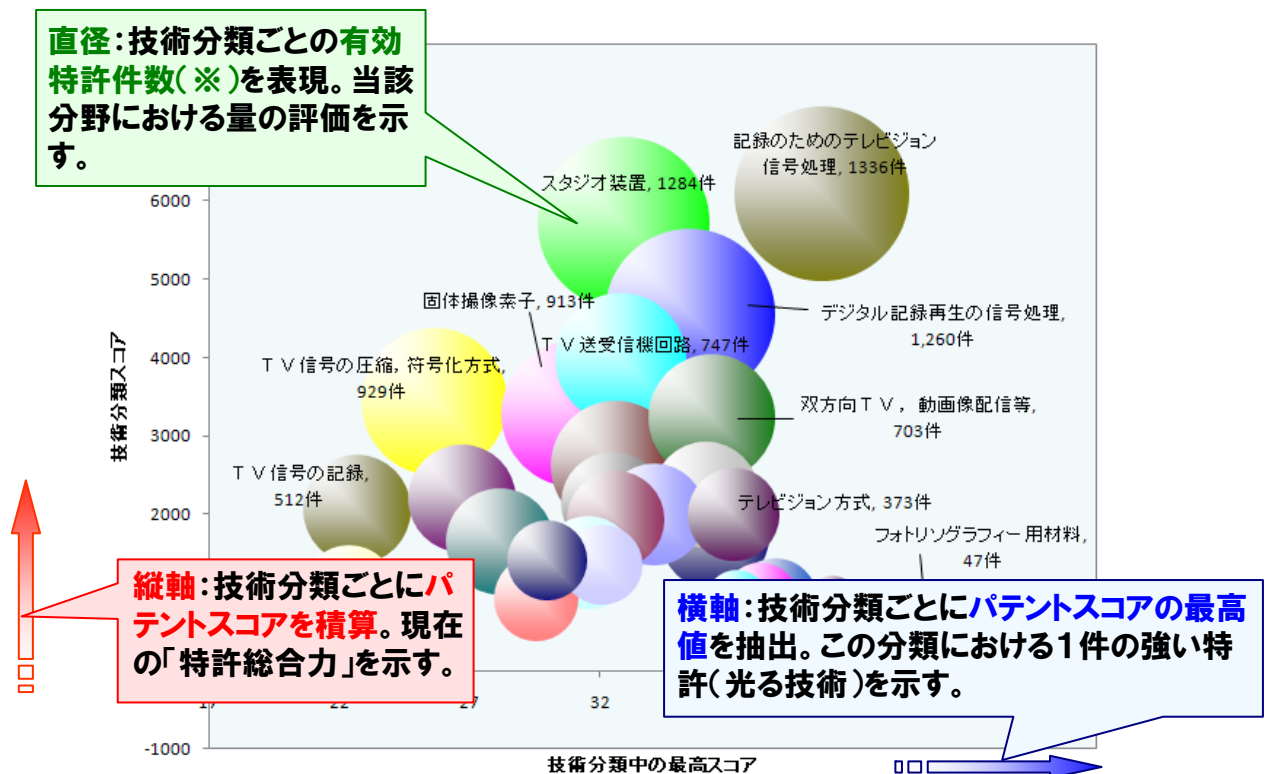 直径：技術分類ごとの有効
特許件数(※)を表現。当該
分野における量の評価を示
す。
記録のためのテレビジョン
信号処理, 1336件
スタジオ装置, 1284件
6000
5000
固体撮像素子, 913件
デジタル記録再生の信号処理,
1,260件
ＴＶ送受信機回路, 747件
4000
ＴＶ信号の圧縮，符号化方式,
929件
双方向ＴＶ，動画像配信等,
703件
3000
ＴＶ信号の記録,
512件
テレビジョン方式, 373件
2000
フォトリソグラフィー用材料,
47件
技術分類スコア
縦軸：技術分類ごとにパ
テントスコアを積算。現在
の「特許総合力」を示す。
横軸：技術分類ごとにパテントスコアの最高
値を抽出。この分類における1件の強い特
許(光る技術)を示す。
17
22
27
32
-1000
技術分類中の最高スコア